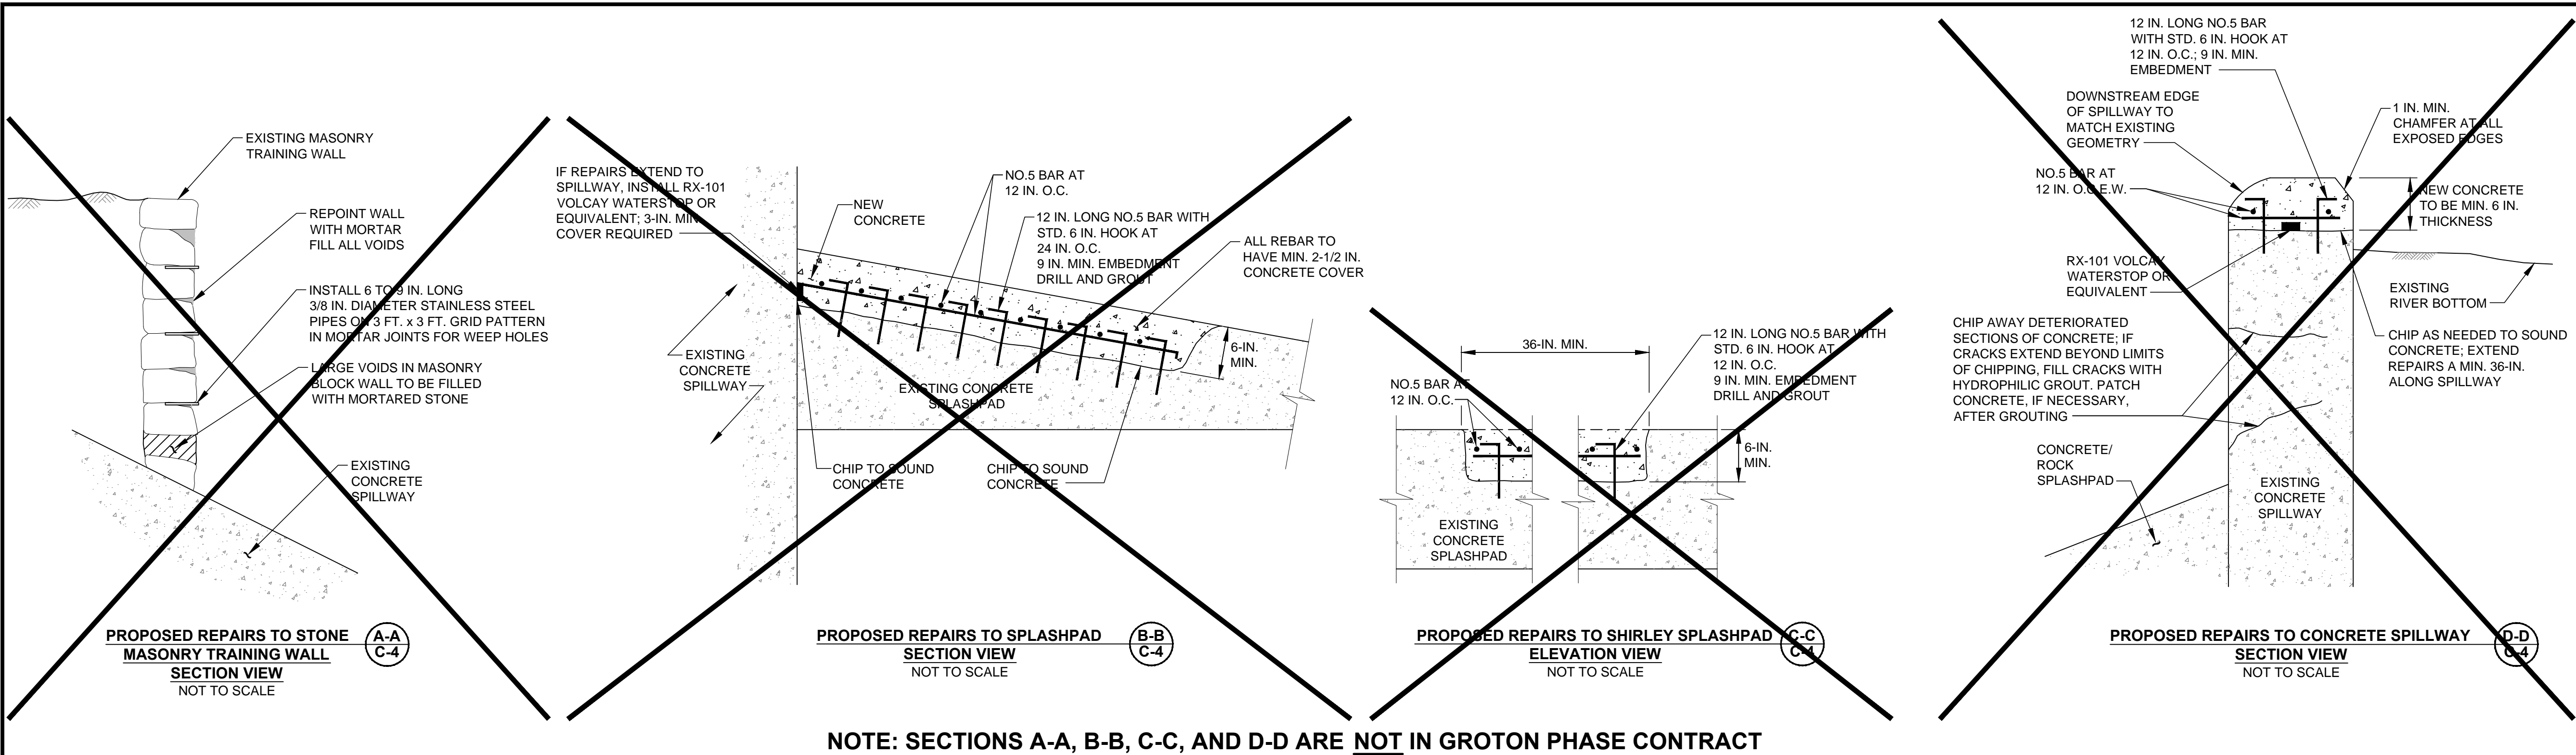 EXISTING MASONRY
TRAINING WALL
REPOINT WALL
WITH MORTAR
FILL ALL VOIDS
INSTALL 6 TO 9 IN. LONG
3/8 IN. DIAMETER STAINLESS STEEL
PIPES ON 3 FT. x 3 FT. GRID PATTERN
IN MORTAR JOINTS FOR WEEP HOLES
LARGE VOIDS IN MASONRY
BLOCK WALL TO BE FILLED
WITH MORTARED STONE
EXISTING
CONCRETE
SPILLWAY
PROPOSED REPAIRS TO STONE
MASONRY TRAINING WALL
SECTION VIEW
NOT TO SCALE
A-A
C-4
IF REPAIRS EXTEND TO
SPILLWAY, INSTALL RX-101
VOLCAY WATERSTOP OR
EQUIVALENT; 3-IN. MIN.
COVER REQUIRED
NEW
CONCRETE
NO.5 BAR AT
12 IN. O.C.
12 IN. LONG NO.5 BAR WITH
STD. 6 IN. HOOK AT
24 IN. O.C.
9 IN. MIN. EMBEDMENT
DRILL AND GROUT
ALL REBAR TO
HAVE MIN. 2-1/2 IN.
CONCRETE COVER
6-IN.
MIN.
EXISTING
CONCRETE
SPILLWAY
EXISTING CONCRETE
SPLASHPAD
CHIP TO SOUND
CONCRETE
CHIP TO SOUND
CONCRETE
PROPOSED REPAIRS TO SPLASHPAD
SECTION VIEW
NOT TO SCALE
B-B
C-4
36-IN. MIN.
12 IN. LONG NO.5 BAR WITH
STD. 6 IN. HOOK AT
12 IN. O.C.
9 IN. MIN. EMBEDMENT
DRILL AND GROUT
NO.5 BAR AT
12 IN. O.C.
6-IN.
MIN.
EXISTING
CONCRETE
SPLASHPAD
PROPOSED REPAIRS TO SHIRLEY SPLASHPAD
ELEVATION VIEW
NOT TO SCALE
C-C
C-4
12 IN. LONG NO.5 BAR
WITH STD. 6 IN. HOOK AT
12 IN. O.C.; 9 IN. MIN.
EMBEDMENT
DOWNSTREAM EDGE
OF SPILLWAY TO
MATCH EXISTING
GEOMETRY
1 IN. MIN.
CHAMFER AT ALL
EXPOSED EDGES
NO.5 BAR AT
12 IN. O.C.E.W.
NEW CONCRETE
TO BE MIN. 6 IN.
THICKNESS
RX-101 VOLCAY
WATERSTOP OR
EQUIVALENT
EXISTING
RIVER BOTTOM
CHIP AWAY DETERIORATED
SECTIONS OF CONCRETE; IF
CRACKS EXTEND BEYOND LIMITS
OF CHIPPING, FILL CRACKS WITH
HYDROPHILIC GROUT. PATCH
CONCRETE, IF NECESSARY,
AFTER GROUTING
CHIP AS NEEDED TO SOUND
CONCRETE; EXTEND
REPAIRS A MIN. 36-IN.
ALONG SPILLWAY
CONCRETE/
ROCK
SPLASHPAD
EXISTING
CONCRETE
SPILLWAY
PROPOSED REPAIRS TO CONCRETE SPILLWAY
SECTION VIEW
NOT TO SCALE
D-D
C-4
NOTE: SECTIONS A-A, B-B, C-C, AND D-D ARE NOT IN GROTON PHASE CONTRACT